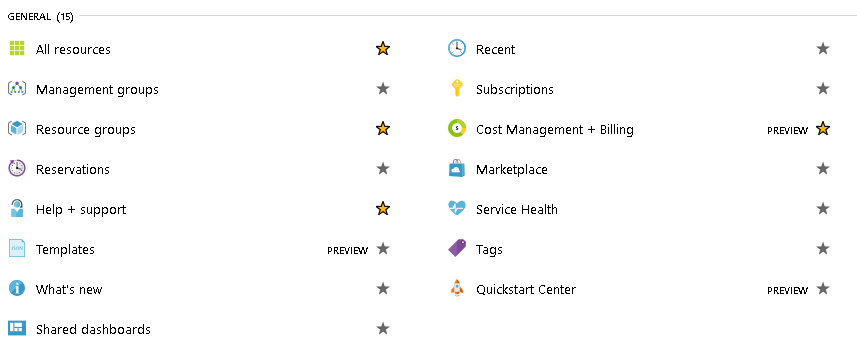 GENERAL (15)
All resources
Management groups
Resource groups
Reservations
Help + support
Templates PREVIEW
What's new
Shared dashboards
Recent
Subscriptions
Cost Management + Billing PREVIEW
Marketplace
Service Health
Tags
Quickstart Center PREVIEW